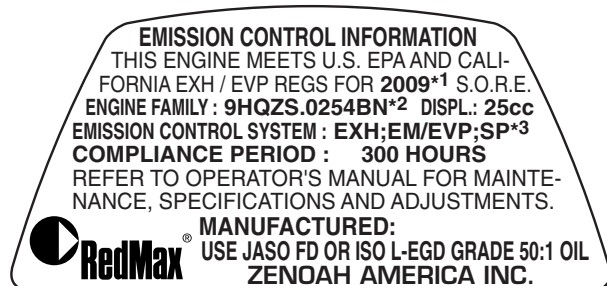 EMISSION CONTROL INFORMATION
THIS ENGINE MEETS U.S. EPA AND CALI-
FORNIA EXH / EVP REGS FOR 2009*1 S.O.R.E.
ENGINE FAMILY : 9HQZS.0254BN*2 DISPL.: 25cc
EMISSION CONTROL SYSTEM : EXH;EM/EVP;SP*3
COMPLIANCE PERIOD : 300 HOURS
REFER TO OPERATOR'S MANUAL FOR MAINTE-
NANCE, SPECIFICATIONS AND ADJUSTMENTS.
MANUFACTURED:
RedMax® USE JASO FD OR ISO L-EGD GRADE 50:1 OIL
ZENOAH AMERICA INC.